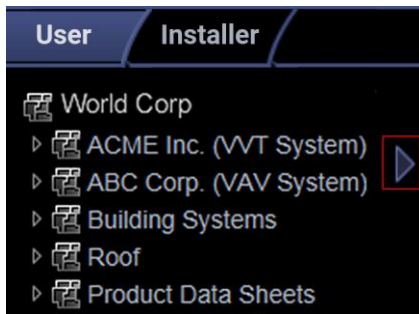 User Installer
World Corp
ACME Inc. (VVT System)
ABC Corp. (VAV System)
Building Systems
Roof
Product Data Sheets